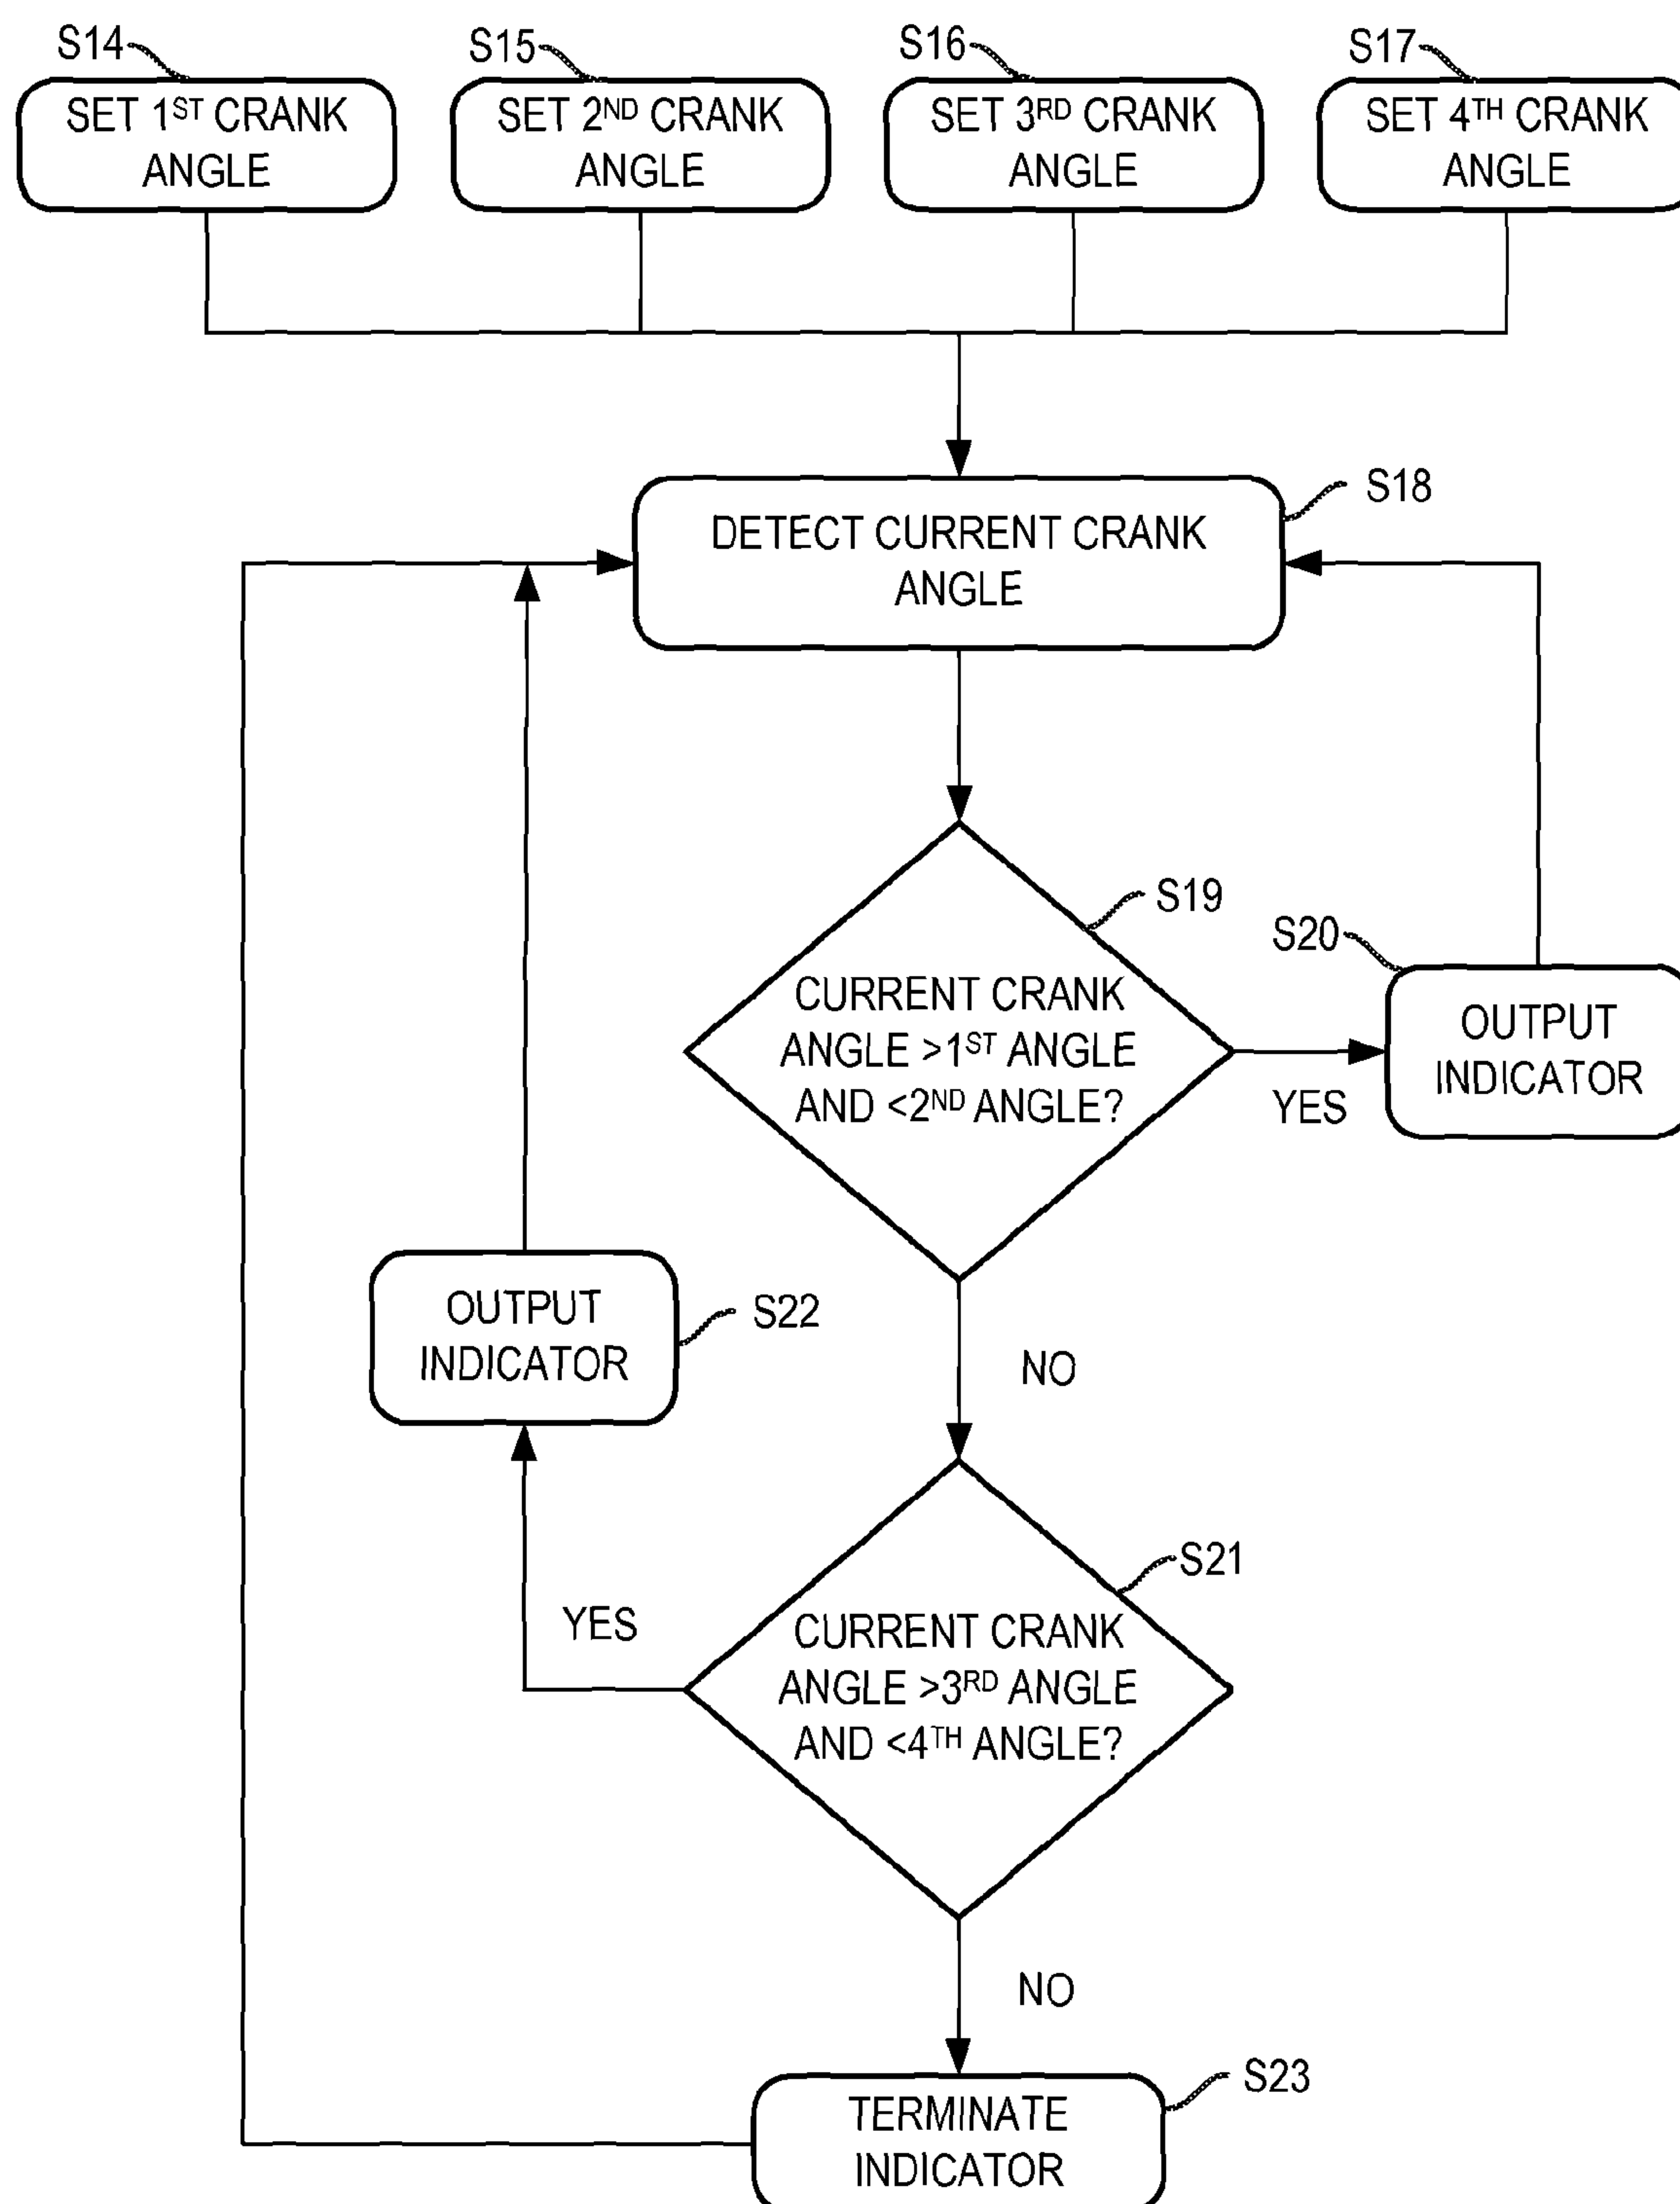 S14
S15
S16
S17
SET 1ST CRANK
ANGLE
SET 2ND CRANK
ANGLE
SET 3RD CRANK
ANGLE
SET 4TH CRANK
ANGLE
S18
DETECT CURRENT CRANK
ANGLE
S19
CURRENT CRANK
ANGLE >1ST ANGLE
AND <2ND ANGLE?
YES
S20
OUTPUT
INDICATOR
OUTPUT
INDICATOR
S22
NO
S21
YES
CURRENT CRANK
ANGLE >3RD ANGLE
AND <4TH ANGLE?
NO
S23
TERMINATE
INDICATOR